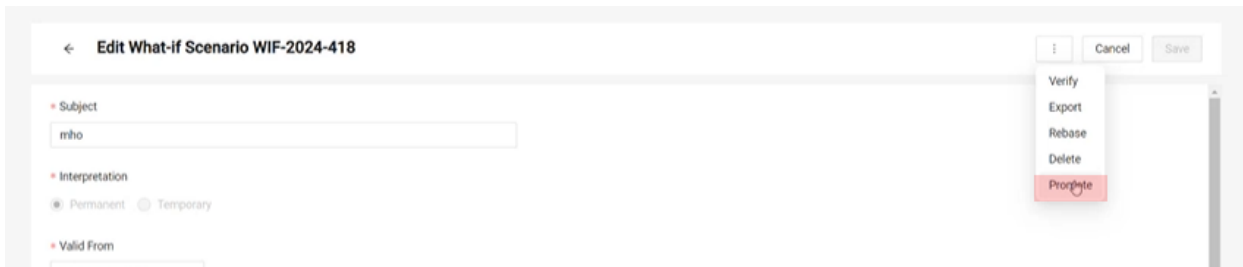 ← Edit What-if Scenario WIF-2024-418
Cancel Save
Verify
Export
Rebase
Delete
Promote
* Subject
mho
* Interpretation
Permanent Temporary
* Valid From